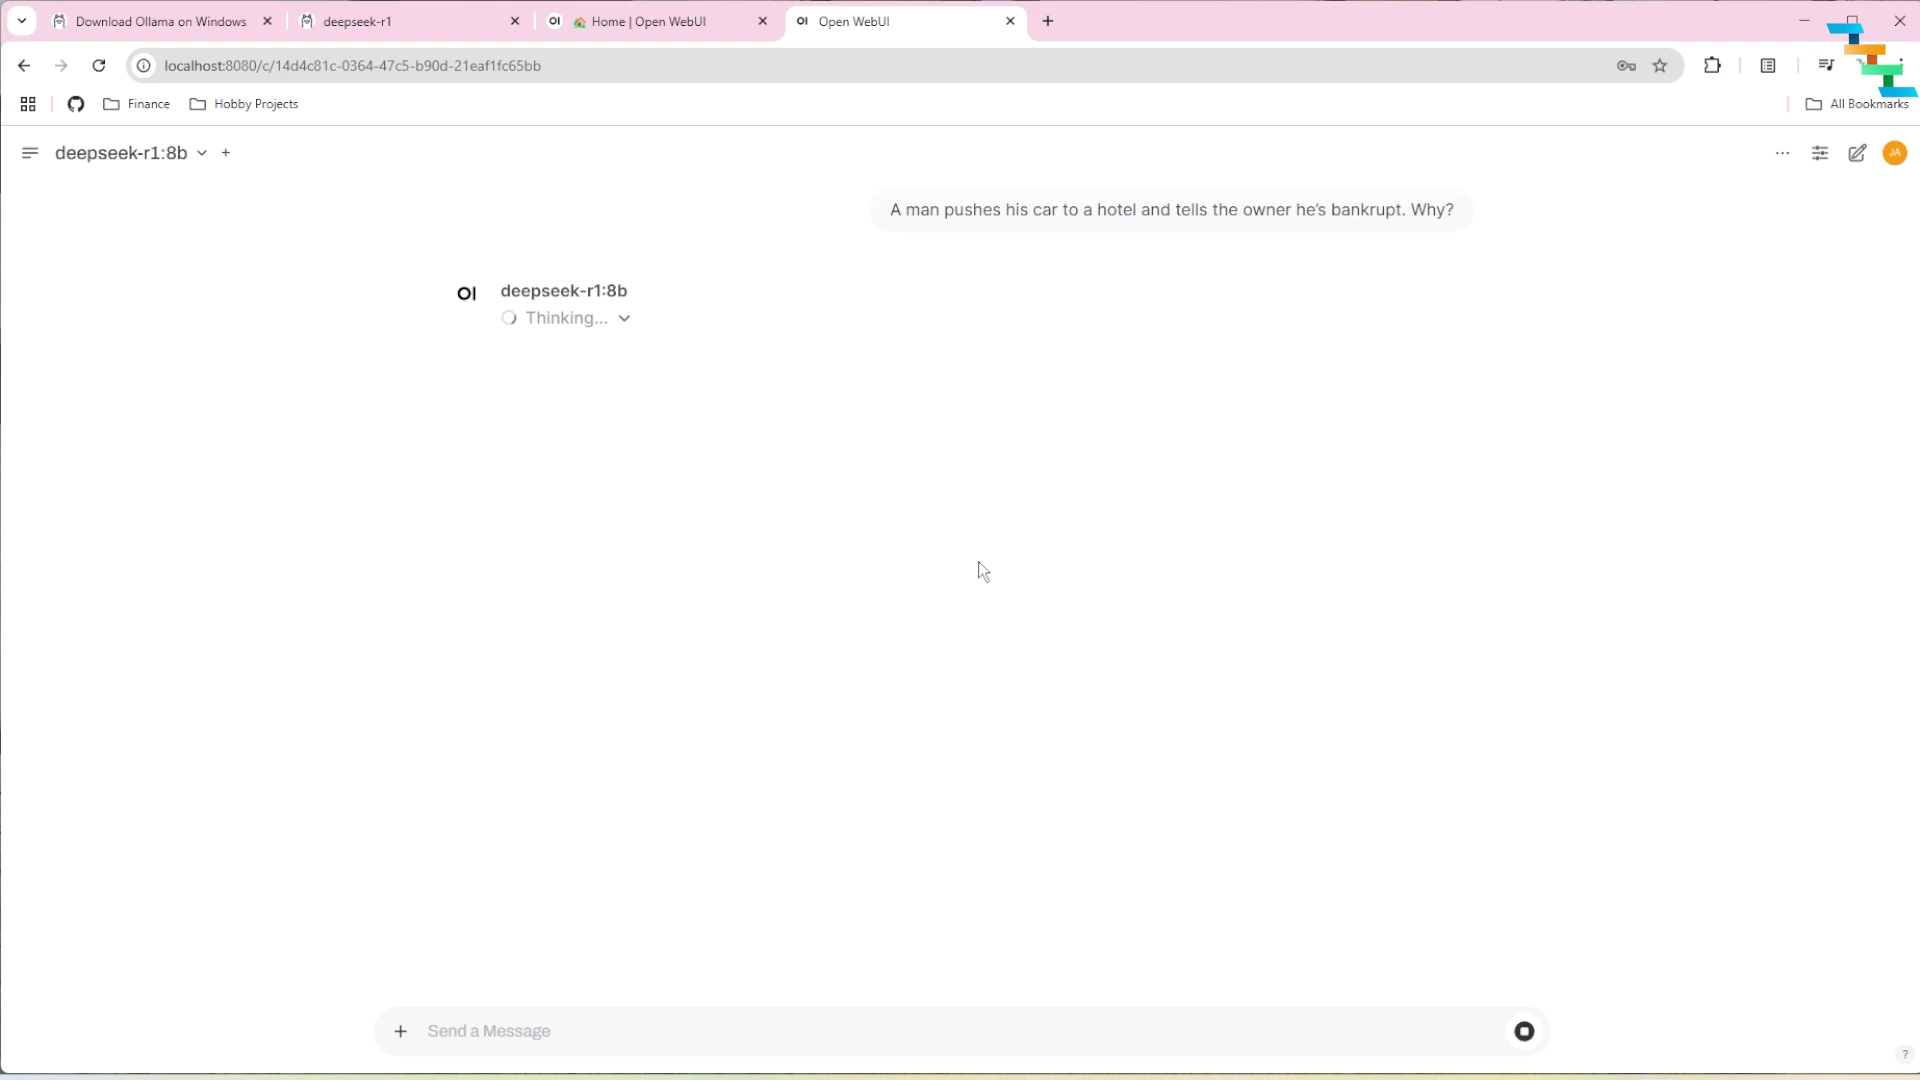 Download Ollama on Windows
deepseek-r1
Home | Open WebUI
Open WebUI
localhost:8080/c/14d4c81c-0364-47c5-b90d-21eaf1fc65bb
Finance
Hobby Projects
All Bookmarks
deepseek-r1:8b
JA
A man pushes his car to a hotel and tells the owner he's bankrupt. Why?
OI
deepseek-r1:8b
Thinking...
Send a Message
?